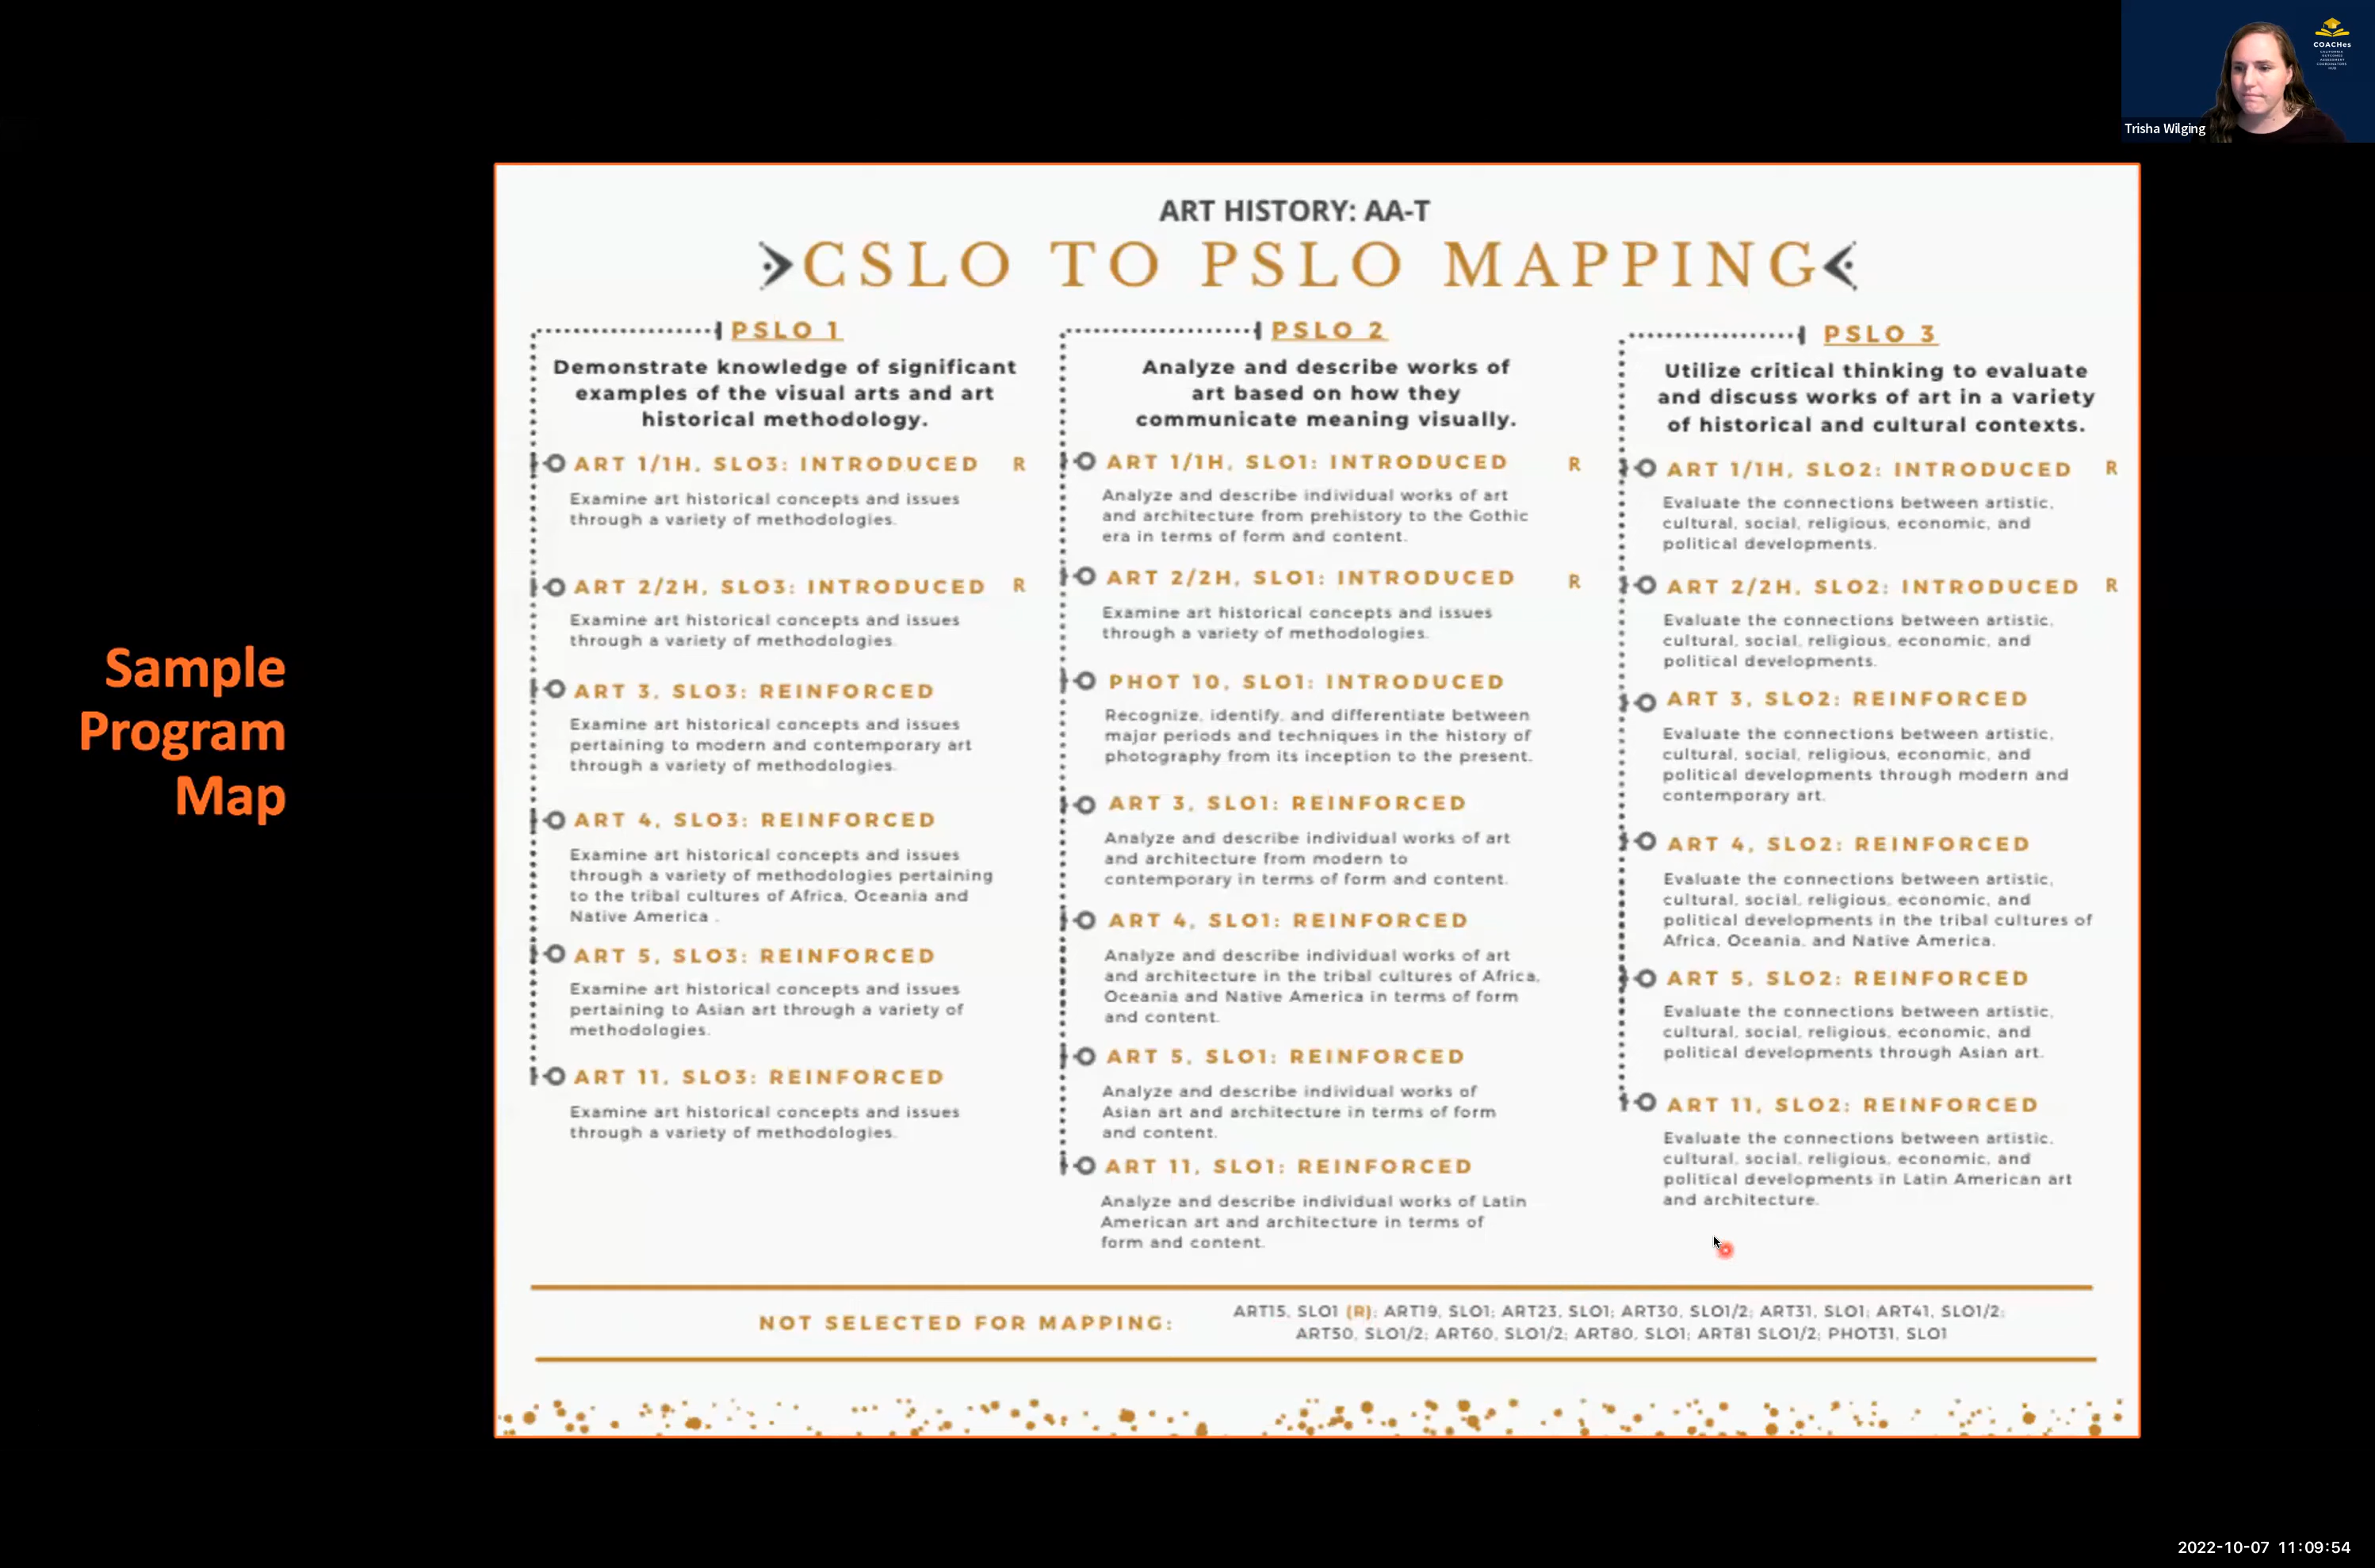 COACHes
CALIFORNIA
OUTCOMES
ASSESSMENT
COORDINATORS
HUB
Trisha Wilging
Sample
Program
Map
ART HISTORY: AA-T
CSLO TO PSLO MAPPING
PSLO 1
Demonstrate knowledge of significant
examples of the visual arts and art
historical methodology.
ART 1/1H, SLO3: INTRODUCED R
Examine art historical concepts and issues
through a variety of methodologies.
ART 2/2H, SLO3: INTRODUCED R
Examine art historical concepts and issues
through a variety of methodologies.
ART 3, SLO3: REINFORCED
Examine art historical concepts and issues
pertaining to modern and contemporary art
through a variety of methodologies.
ART 4, SLO3: REINFORCED
Examine art historical concepts and issues
through a variety of methodologies pertaining
to the tribal cultures of Africa, Oceania and
Native America .
ART 5, SLO3: REINFORCED
Examine art historical concepts and issues
pertaining to Asian art through a variety of
methodologies.
ART 11, SLO3: REINFORCED
Examine art historical concepts and issues
through a variety of methodologies.
PSLO 2
Analyze and describe works of
art based on how they
communicate meaning visually.
ART 1/1H, SLO1: INTRODUCED R
Analyze and describe individual works of art
and architecture from prehistory to the Gothic
era in terms of form and content.
ART 2/2H, SLO1: INTRODUCED R
Examine art historical concepts and issues
through a variety of methodologies.
PHOT 10, SLO1: INTRODUCED
Recognize, identify, and differentiate between
major periods and techniques in the history of
photography from its inception to the present.
ART 3, SLO1: REINFORCED
Analyze and describe individual works of art
and architecture from modern to
contemporary in terms of form and content.
ART 4, SLO1: REINFORCED
Analyze and describe individual works of art
and architecture in the tribal cultures of Africa,
Oceania and Native America in terms of form
and content.
ART 5, SLO1: REINFORCED
Analyze and describe individual works of
Asian art and architecture in terms of form
and content.
ART 11, SLO1: REINFORCED
Analyze and describe individual works of Latin
American art and architecture in terms of
form and content.
PSLO 3
Utilize critical thinking to evaluate
and discuss works of art in a variety
of historical and cultural contexts.
ART 1/1H, SLO2: INTRODUCED R
Evaluate the connections between artistic,
cultural, social, religious, economic, and
political developments.
ART 2/2H, SLO2: INTRODUCED R
Evaluate the connections between artistic,
cultural, social, religious, economic, and
political developments.
ART 3, SLO2: REINFORCED
Evaluate the connections between artistic,
cultural, social, religious, economic, and
political developments through modern and
contemporary art.
ART 4, SLO2: REINFORCED
Evaluate the connections between artistic,
cultural, social, religious, economic, and
political developments in the tribal cultures of
Africa, Oceania, and Native America.
ART 5, SLO2: REINFORCED
Evaluate the connections between artistic,
cultural, social, religious, economic, and
political developments through Asian art.
ART 11, SLO2: REINFORCED
Evaluate the connections between artistic,
cultural, social, religious, economic, and
political developments in Latin American art
and architecture.
NOT SELECTED FOR MAPPING:
ART15, SLO1 (R); ART19, SLO1; ART23, SLO1; ART30, SLO1/2; ART31, SLO1; ART41, SLO1/2;
ART50, SLO1/2; ART60, SLO1/2; ART80, SLO1; ART81 SLO1/2; PHOT31, SLO1
2022-10-07 11:09:54